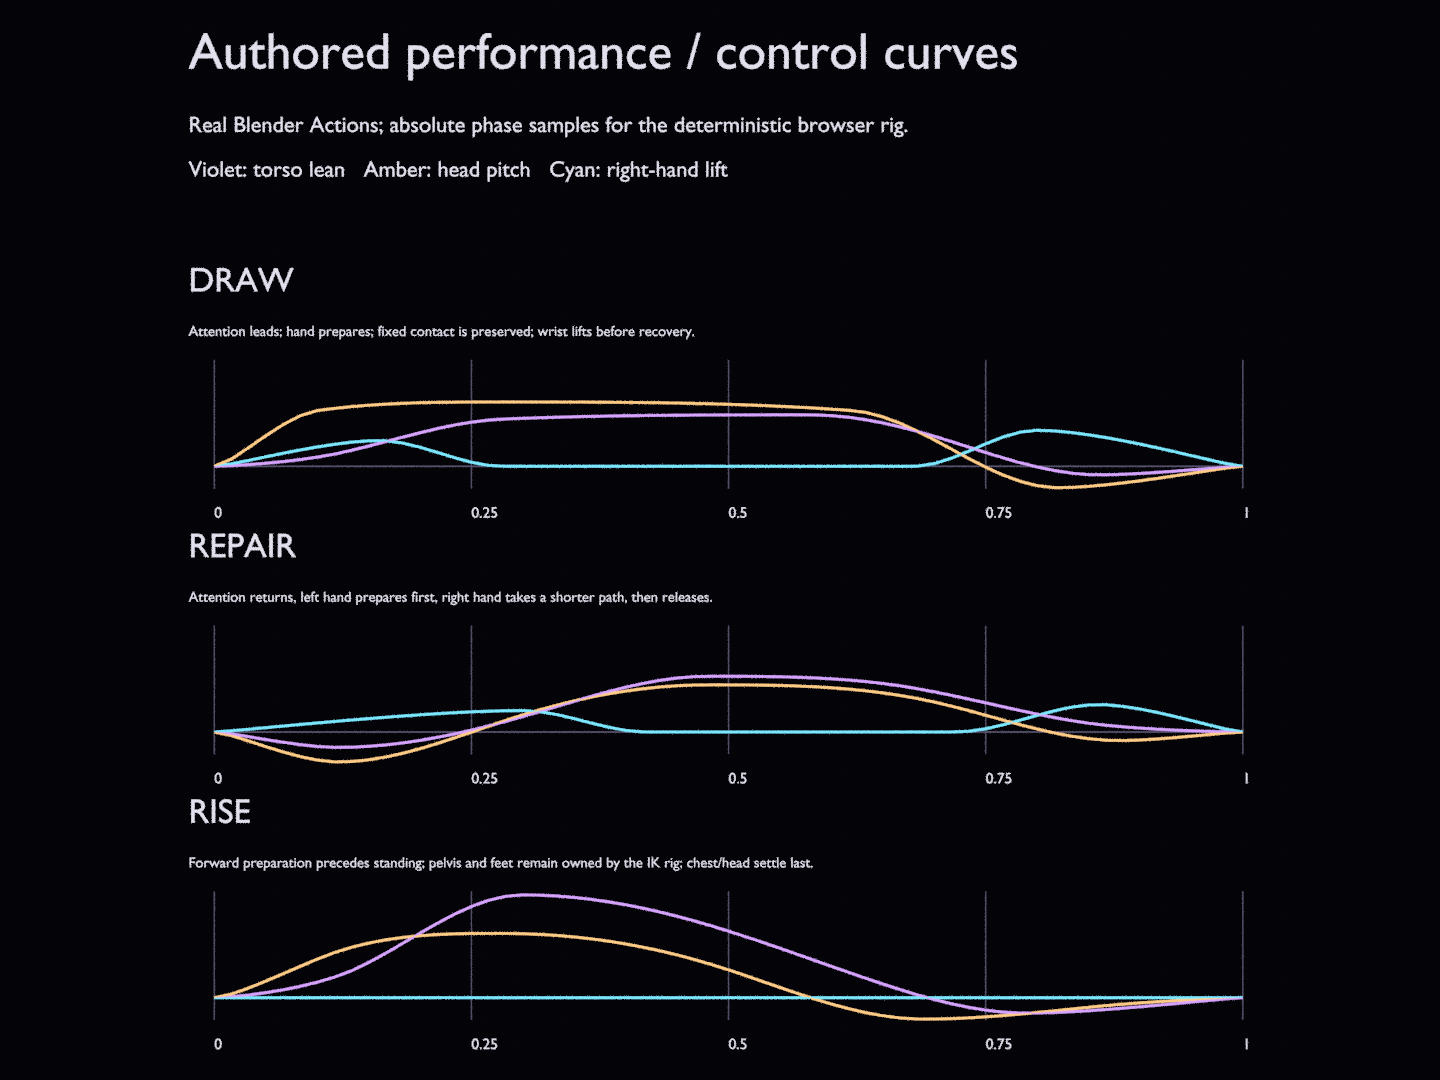 Authored performance / control curves
Real Blender Actions; absolute phase samples for the deterministic browser rig.
Violet: torso lean   Amber: head pitch   Cyan: right-hand lift
DRAW
Attention leads; hand prepares; fixed contact is preserved; wrist lifts before recovery.
0 0.25 0.5 0.75 1
REPAIR
Attention returns, left hand prepares first, right hand takes a shorter path, then releases.
0 0.25 0.5 0.75 1
RISE
Forward preparation precedes standing; pelvis and feet remain owned by the IK rig; chest/head settle last.
0 0.25 0.5 0.75 1